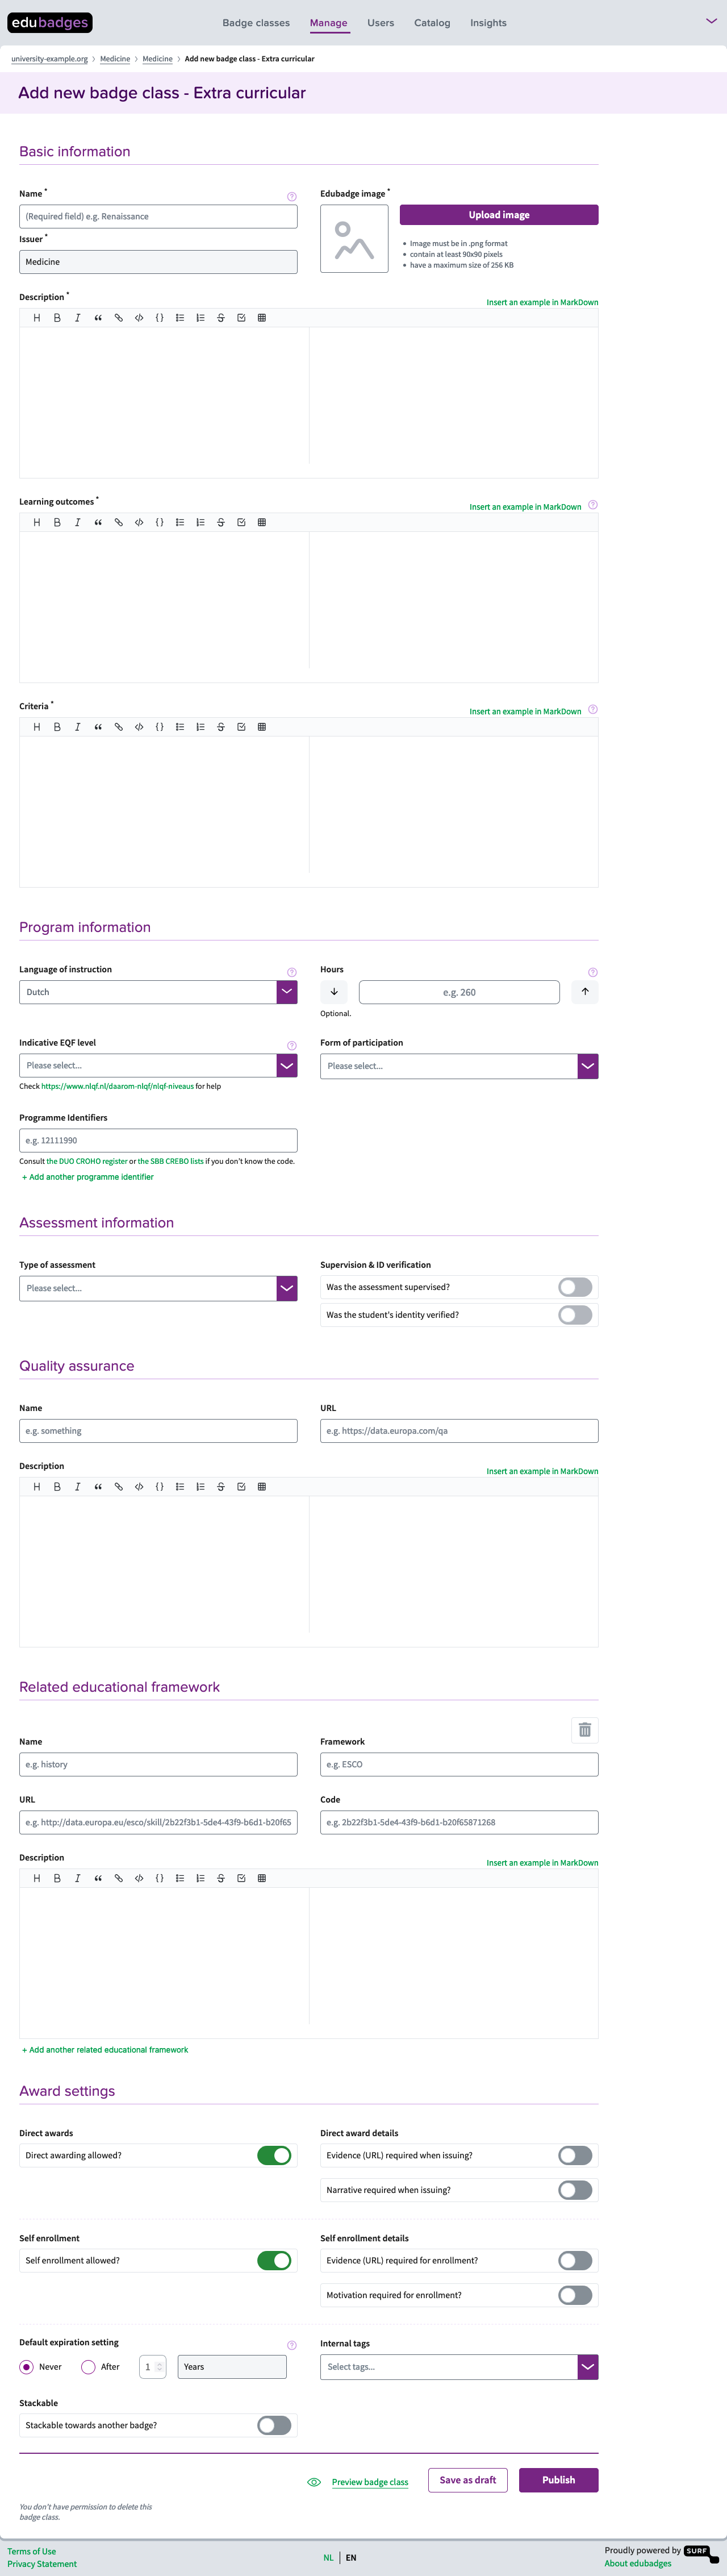 edubadges
Badge classes Manage Users Catalog Insights
university-example.org Medicine Medicine Add new badge class - Extra curricular
Add new badge class - Extra curricular
Basic information
Name *
(Required field) e.g. Renaissance
Issuer *
Medicine
Edubadge image *
Upload image
Image must be in .png format
contain at least 90x90 pixels
have a maximum size of 256 KB
Description *
Insert an example in MarkDown
Learning outcomes *
Insert an example in MarkDown
Criteria *
Insert an example in MarkDown
Program information
Language of instruction
Dutch
Hours
e.g. 260
Optional.
Indicative EQF level
Please select...
Check https://www.nlqf.nl/daarom-nlqf/nlqf-niveaus for help
Form of participation
Please select...
Programme Identifiers
e.g. 12111990
Consult the DUO CROHO register or the SBB CREBO lists if you don't know the code.
+ Add another programme identifier
Assessment information
Type of assessment
Please select...
Supervision & ID verification
Was the assessment supervised?
Was the student's identity verified?
Quality assurance
Name
e.g. something
URL
e.g. https://data.europa.com/qa
Description
Insert an example in MarkDown
Related educational framework
Name
e.g. history
Framework
e.g. ESCO
URL
e.g. http://data.europa.eu/esco/skill/2b22f3b1-5de4-43f9-b6d1-b20f65
Code
e.g. 2b22f3b1-5de4-43f9-b6d1-b20f65871268
Description
Insert an example in MarkDown
+ Add another related educational framework
Award settings
Direct awards
Direct awarding allowed?
Direct award details
Evidence (URL) required when issuing?
Narrative required when issuing?
Self enrollment
Self enrollment allowed?
Self enrollment details
Evidence (URL) required for enrollment?
Motivation required for enrollment?
Default expiration setting
Never After 1 Years
Internal tags
Select tags...
Stackable
Stackable towards another badge?
Preview badge class
Save as draft
Publish
You don't have permission to delete this
badge class.
Terms of Use
Privacy Statement
NL EN
Proudly powered by SURF
About edubadges